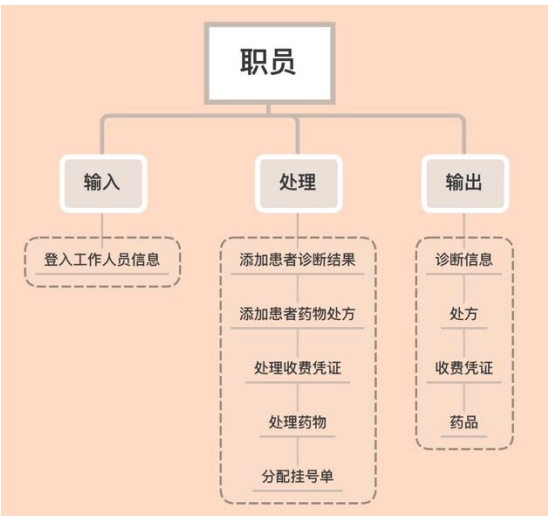 职员
输入
处理
输出
登入工作人员信息
添加患者诊断结果
诊断信息
添加患者药物处方
处方
处理收费凭证
收费凭证
处理药物
药品
分配挂号单